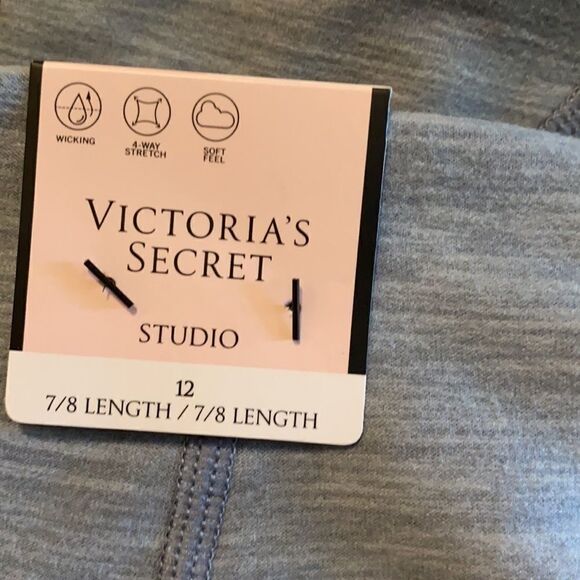 WICKING
4-WAY
STRETCH
SOFT
FEEL
VICTORIA'S
SECRET
STUDIO
12
7/8 LENGTH / 7/8 LENGTH